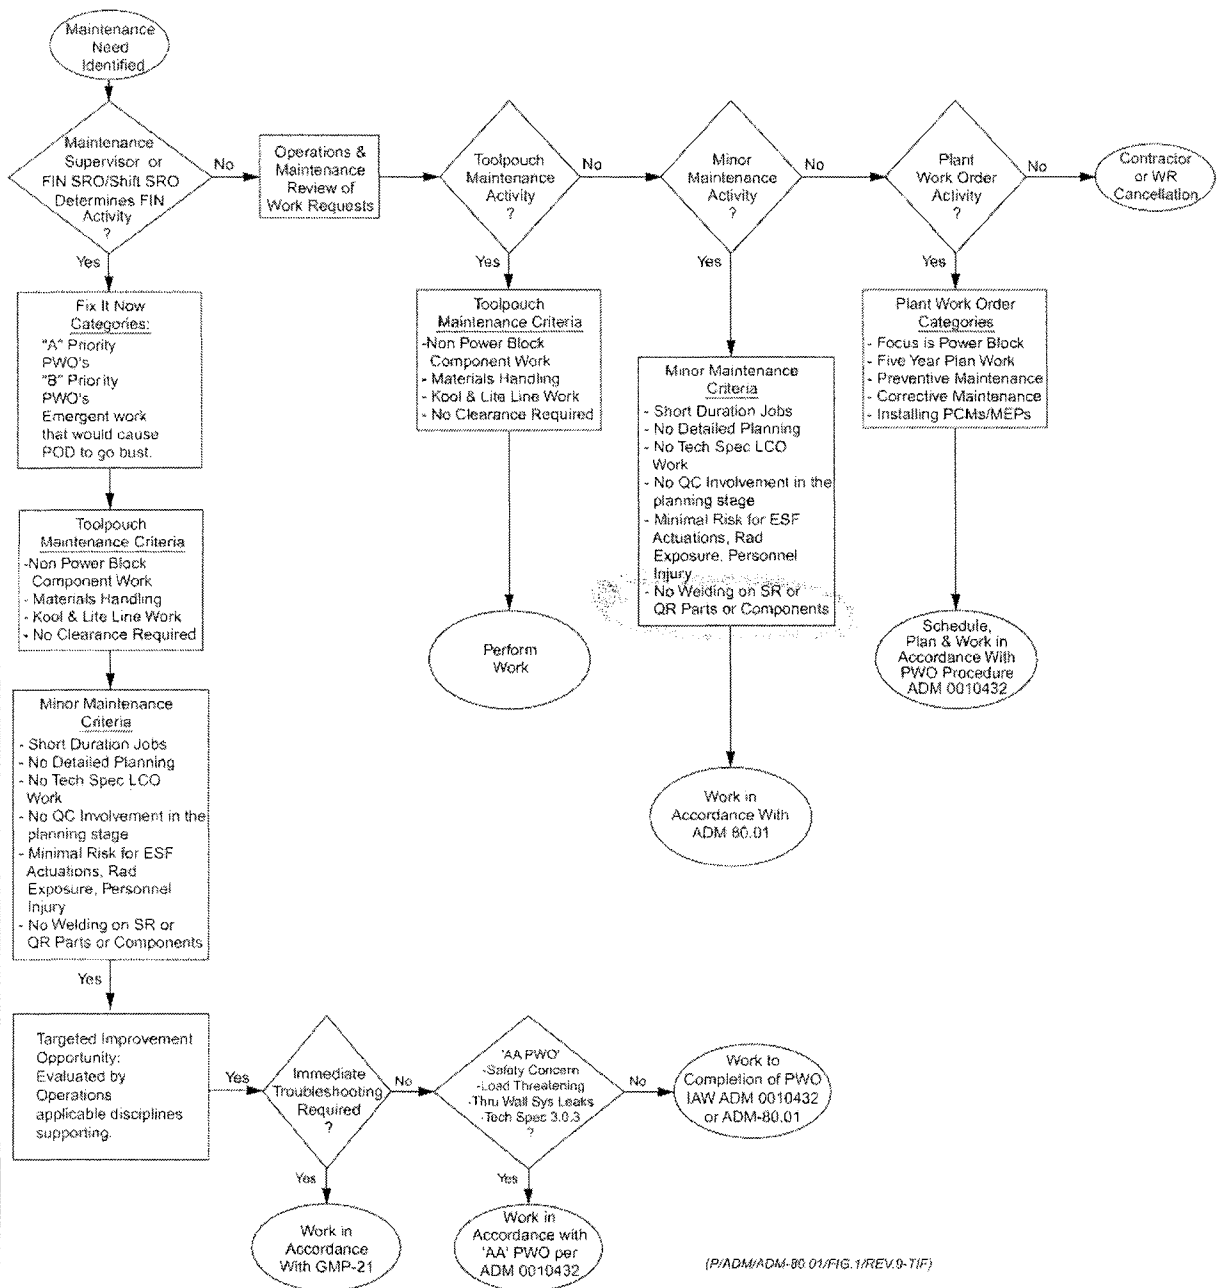 Maintenance
Need
Identified
Maintenance
Supervisor or
FIN SRO/Shift SRO
Determines FIN
Activity
?
No
Operations &
Maintenance
Review of
Work Requests
Toolpouch
Maintenance
Activity
?
No
Minor
Maintenance
Activity
?
No
Plant
Work Order
Activity
?
No
Contractor
or WR
Cancellation
Yes
Yes
Yes
Yes
Fix It Now
Categories:
"A" Priority
PWO's
"B" Priority
PWO's
Emergent work
that would cause
POD to go bust.
Toolpouch
Maintenance Criteria
-Non Power Block
Component Work
- Materials Handling
- Kool & Lite Line Work
- No Clearance Required
Minor Maintenance
Criteria
- Short Duration Jobs
- No Detailed Planning
- No Tech Spec LCO
Work
- No QC Involvement in the
planning stage
- Minimal Risk for ESF
Actuations, Rad
Exposure, Personnel
Injury
- No Welding on SR or
QR Parts or Components
Plant Work Order
Categories
- Focus is Power Block
- Five Year Plan Work
- Preventive Maintenance
- Corrective Maintenance
- Installing PCMs/MEPs
Toolpouch
Maintenance Criteria
-Non Power Block
Component Work
- Materials Handling
- Kool & Lite Line Work
- No Clearance Required
Perform
Work
Schedule,
Plan & Work in
Accordance With
PWO Procedure
ADM 0010432
Minor Maintenance
Criteria
- Short Duration Jobs
- No Detailed Planning
- No Tech Spec LCO
Work
- No QC Involvement in the
planning stage
- Minimal Risk for ESF
Actuations, Rad
Exposure, Personnel
Injury
- No Welding on SR or
QR Parts or Components
Work in
Accordance With
ADM 80.01
Yes
Targeted Improvement
Opportunity:
Evaluated by
Operations
applicable disciplines
supporting.
Yes
Immediate
Troubleshooting
Required
?
No
'AA PWO'
-Safety Concern
-Load Threatening
-Thru Wall Sys Leaks
-Tech Spec 3.0.3
?
No
Work to
Completion of PWO
IAW ADM 0010432
or ADM-80.01
Yes
Yes
Work in
Accordance
With GMP-21
Work in
Accordance with
'AA' PWO per
ADM 0010432
(P/ADM/ADM-80.01/FIG.1/REV.9-TIF)